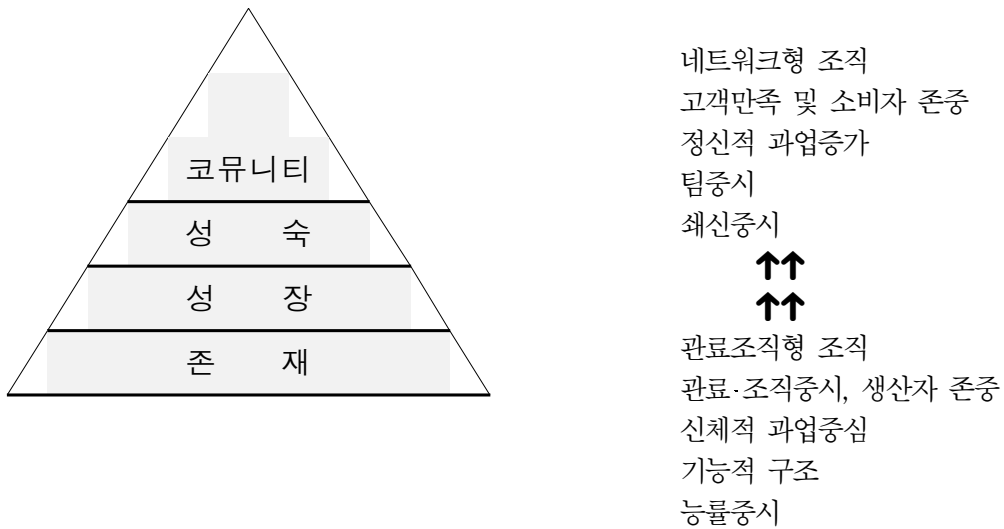 코뮤니티
성 숙
성 장
존 재
네트워크형 조직
고객만족 및 소비자 존중
정신적 과업증가
팀중시
쇄신중시
↑↑
↑↑
관료조직형 조직
관료·조직중시, 생산자 존중
신체적 과업중심
기능적 구조
능률중시